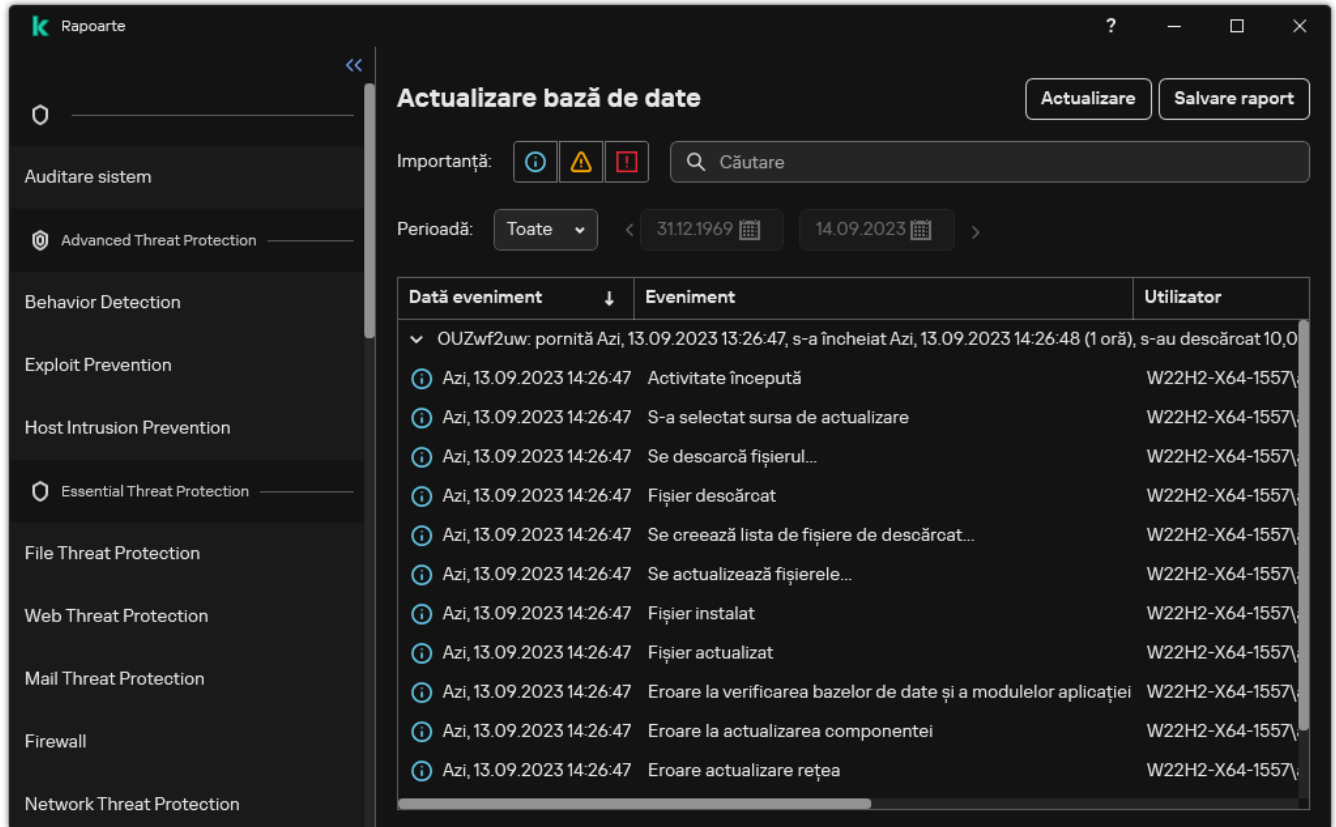 Rapoarte
Auditare sistem
Advanced Threat Protection
Behavior Detection
Exploit Prevention
Host Intrusion Prevention
Essential Threat Protection
File Threat Protection
Web Threat Protection
Mail Threat Protection
Firewall
Network Threat Protection
Actualizare bază de date
Actualizare
Salvare raport
Importanță:
Căutare
Perioadă: Toate 31.12.1969 14.09.2023
Dată eveniment Eveniment Utilizator
OUZwf2uw: pornită Azi, 13.09.2023 13:26:47, s-a încheiat Azi, 13.09.2023 14:26:48 (1 oră), s-au descărcat 10,0
Azi, 13.09.2023 14:26:47 Activitate începută W22H2-X64-1557\
Azi, 13.09.2023 14:26:47 S-a selectat sursa de actualizare W22H2-X64-1557\
Azi, 13.09.2023 14:26:47 Se descarcă fișierul... W22H2-X64-1557\
Azi, 13.09.2023 14:26:47 Fișier descărcat W22H2-X64-1557\
Azi, 13.09.2023 14:26:47 Se creează lista de fișiere de descărcat... W22H2-X64-1557\
Azi, 13.09.2023 14:26:47 Se actualizează fișierele... W22H2-X64-1557\
Azi, 13.09.2023 14:26:47 Fișier instalat W22H2-X64-1557\
Azi, 13.09.2023 14:26:47 Fișier actualizat W22H2-X64-1557\
Azi, 13.09.2023 14:26:47 Eroare la verificarea bazelor de date și a modulelor aplicației W22H2-X64-1557\
Azi, 13.09.2023 14:26:47 Eroare la actualizarea componentei W22H2-X64-1557\
Azi, 13.09.2023 14:26:47 Eroare actualizare rețea W22H2-X64-1557\